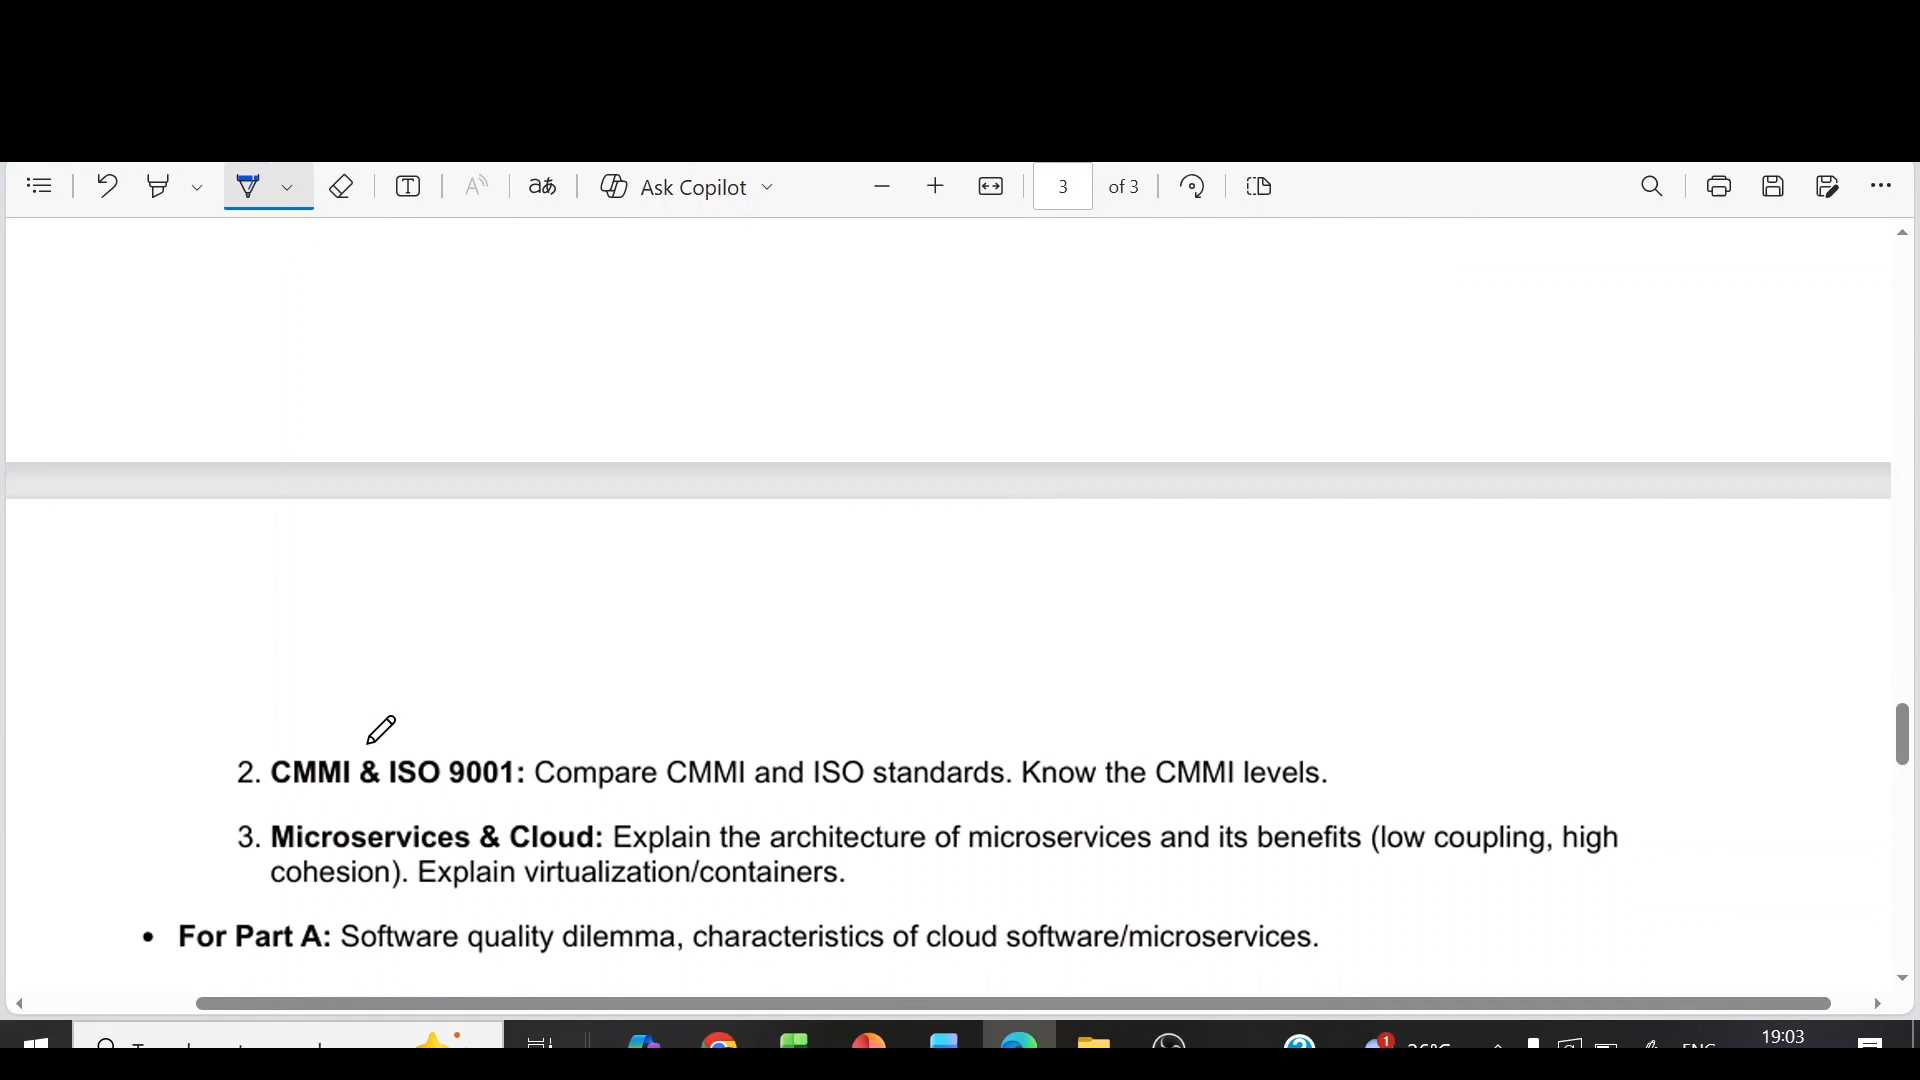 Ask Copilot
3 of 3
2. CMMI & ISO 9001: Compare CMMI and ISO standards. Know the CMMI levels.
3. Microservices & Cloud: Explain the architecture of microservices and its benefits (low coupling, high
cohesion). Explain virtualization/containers.
• For Part A: Software quality dilemma, characteristics of cloud software/microservices.
1
19:03